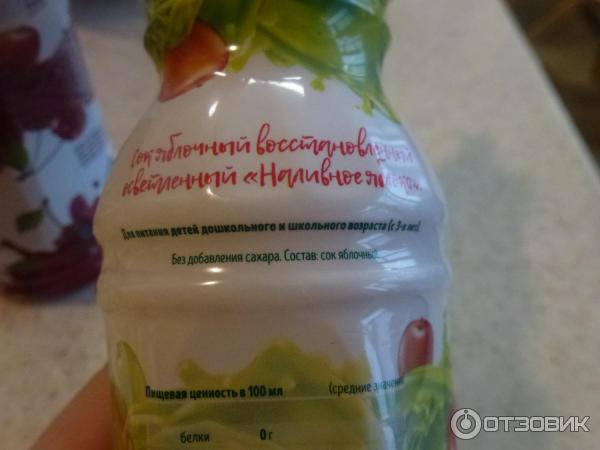 Сок яблочный восстановленный
осветленный «Наливное яблоко»
Для питания детей дошкольного и школьного возраста (с 3-х лет)
Без добавления сахара. Состав: сок яблочный.
Пищевая ценность в 100 мл (средние значения)
белки 0 г
ОТЗОВИК